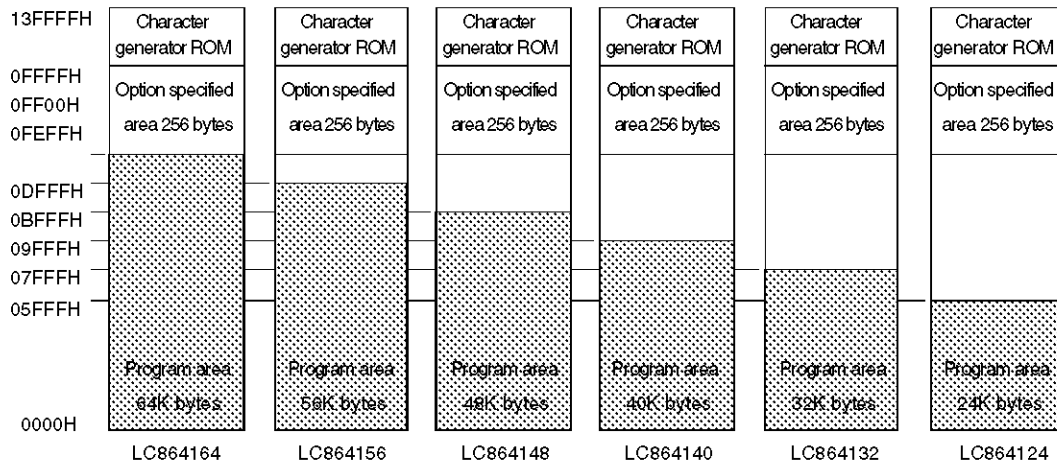 13FFFFH
0FFFFH
0FF00H
0FEFFH
0DFFFH
0BFFFH
09FFFH
07FFFH
05FFFH
0000H
Character
generator ROM
Option specified
area 256 bytes
Program area
64K bytes
LC864164
Character
generator ROM
Option specified
area 256 bytes
Program area
56K bytes
LC864156
Character
generator ROM
Option specified
area 256 bytes
Program area
48K bytes
LC864148
Character
generator ROM
Option specified
area 256 bytes
Program area
40K bytes
LC864140
Character
generator ROM
Option specified
area 256 bytes
Program area
32K bytes
LC864132
Character
generator ROM
Option specified
area 256 bytes
Program area
24K bytes
LC864124